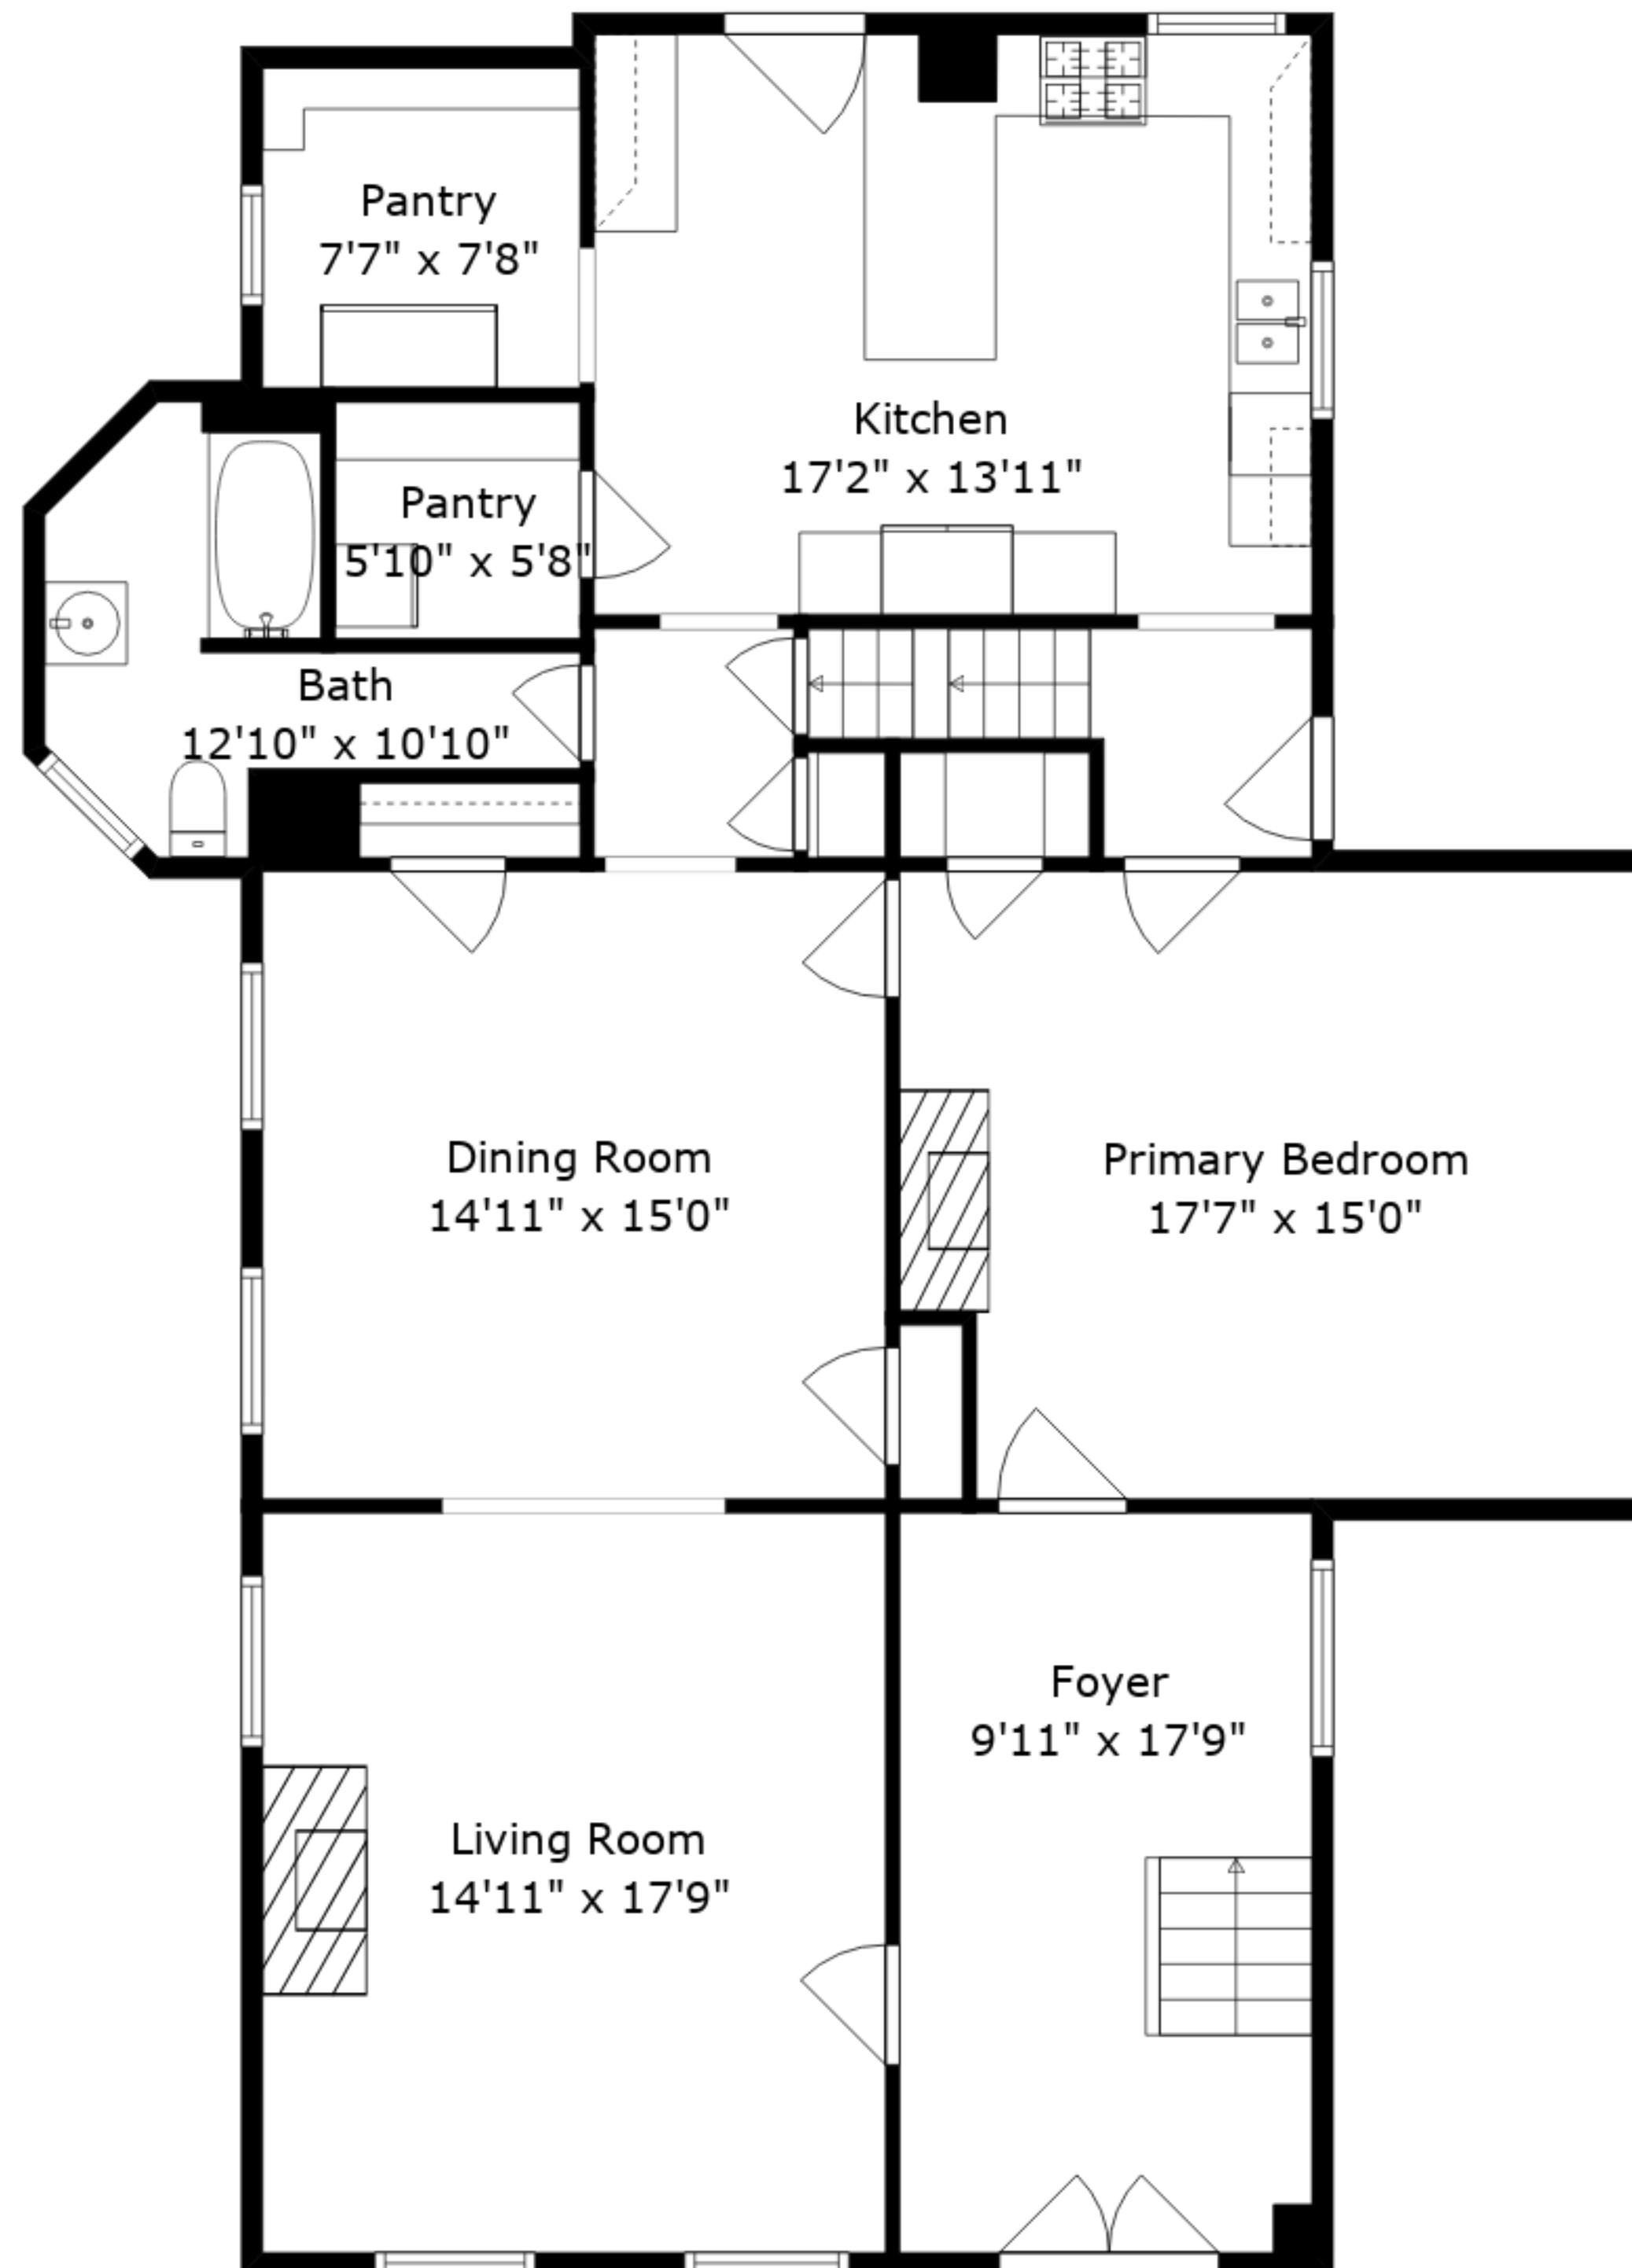 Pantry
7'7" x 7'8"
Kitchen
17'2" x 13'11"
Pantry
5'10" x 5'8"
Bath
12'10" x 10'10"
Dining Room
14'11" x 15'0"
Primary Bedroom
17'7" x 15'0"
Foyer
9'11" x 17'9"
Living Room
14'11" x 17'9"